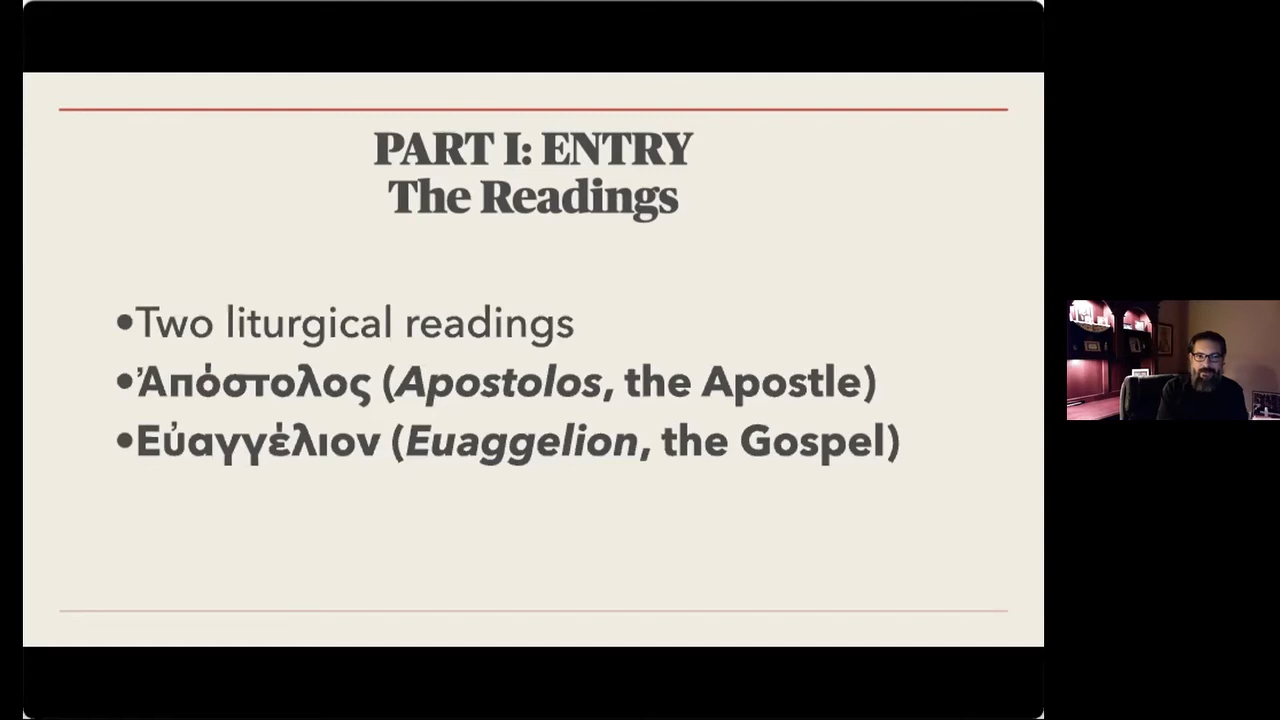 PART I: ENTRY
The Readings
•Two liturgical readings
•Ἀπόστολος (Apostolos, the Apostle)
•Εὐαγγέλιον (Euaggelion, the Gospel)